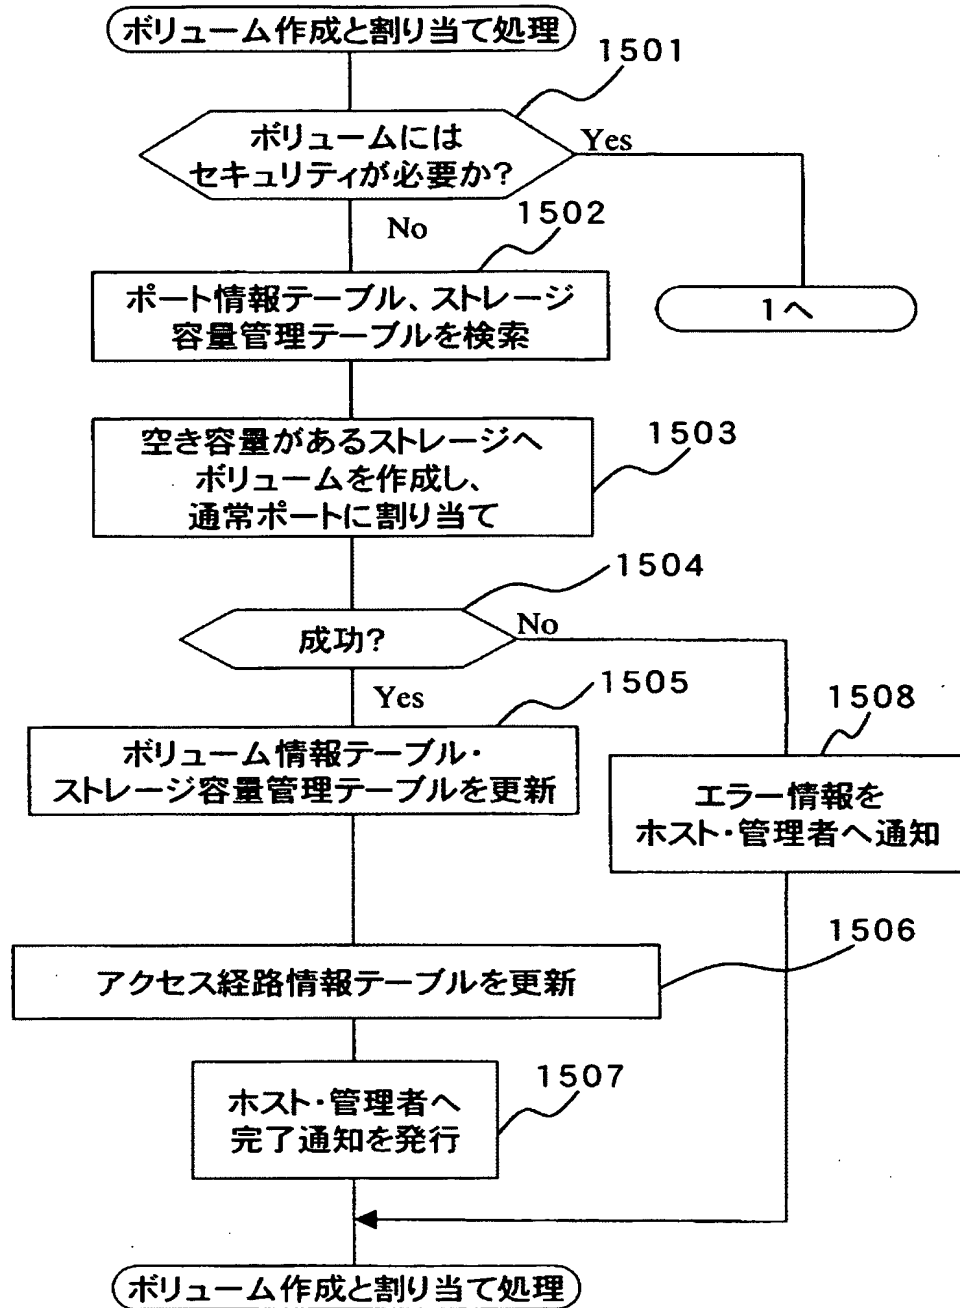 ボリューム作成と割り当て処理
1501
ボリュームには
セキュリティが必要か?
Yes
No
1502
ポート情報テーブル、ストレージ
容量管理テーブルを検索
1へ
空き容量があるストレージへ
ボリュームを作成し、
通常ポートに割り当て
1503
1504
成功?
No
Yes
1505
ボリューム情報テーブル・
ストレージ容量管理テーブルを更新
1508
エラー情報を
ホスト・管理者へ通知
1506
アクセス経路情報テーブルを更新
1507
ホスト・管理者へ
完了通知を発行
ボリューム作成と割り当て処理